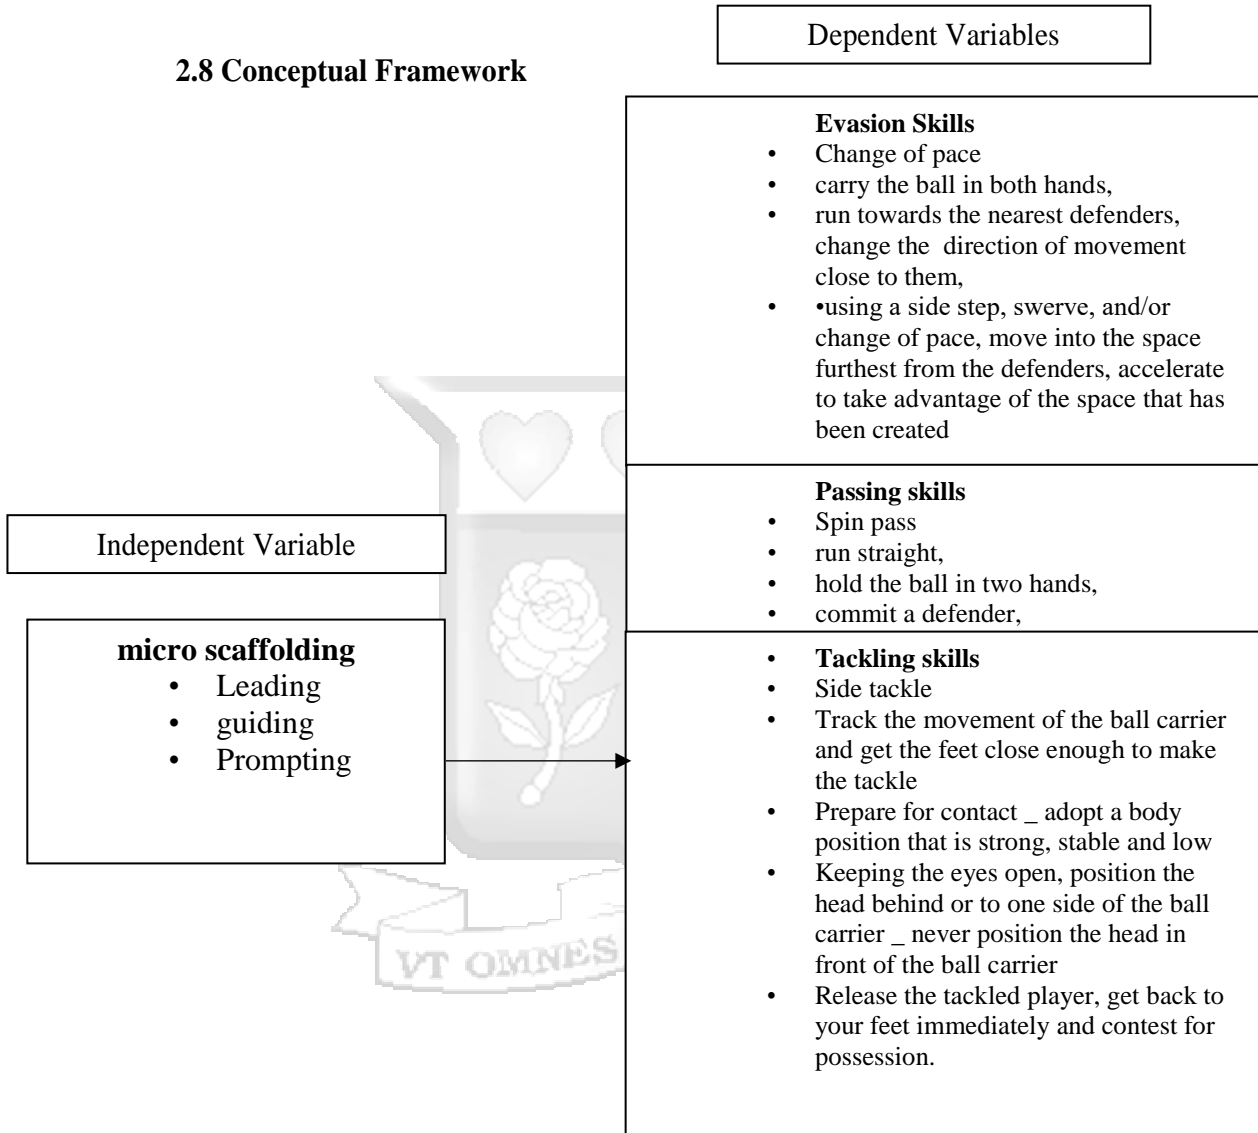 Dependent Variables
2.8 Conceptual Framework
Evasion Skills
• Change of pace
• carry the ball in both hands,
• run towards the nearest defenders,
change the direction of movement
close to them,
• •using a side step, swerve, and/or
change of pace, move into the space
furthest from the defenders, accelerate
to take advantage of the space that has
been created
Passing skills
• Spin pass
• run straight,
• hold the ball in two hands,
• commit a defender,
Independent Variable
micro scaffolding
• Leading
• guiding
• Prompting
• Tackling skills
• Side tackle
• Track the movement of the ball carrier
and get the feet close enough to make
the tackle
• Prepare for contact _ adopt a body
position that is strong, stable and low
• Keeping the eyes open, position the
head behind or to one side of the ball
carrier _ never position the head in
front of the ball carrier
• Release the tackled player, get back to
your feet immediately and contest for
possession.
VT OMNES